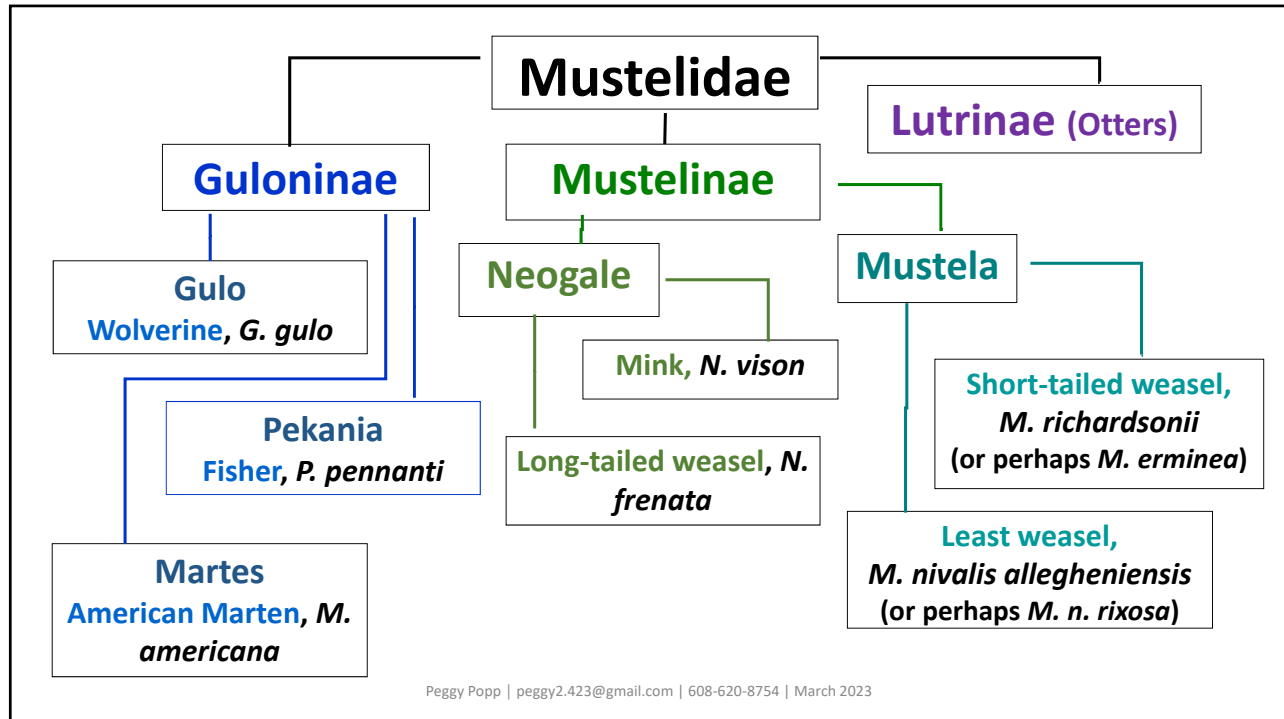 Mustelidae
Lutrinae (Otters)
Guloninae
Mustelinae
Neogale
Mustela
Gulo
Wolverine, G. gulo
Mink, N. vison
Short-tailed weasel,
M. richardsonii
(or perhaps M. erminea)
Pekania
Fisher, P. pennanti
Long-tailed weasel, N.
frenata
Least weasel,
M. nivalis allegheniensis
(or perhaps M. n. rixosa)
Martes
American Marten, M.
americana
Peggy Popp | peggy2.423@gmail.com | 608-620-8754 | March 2023